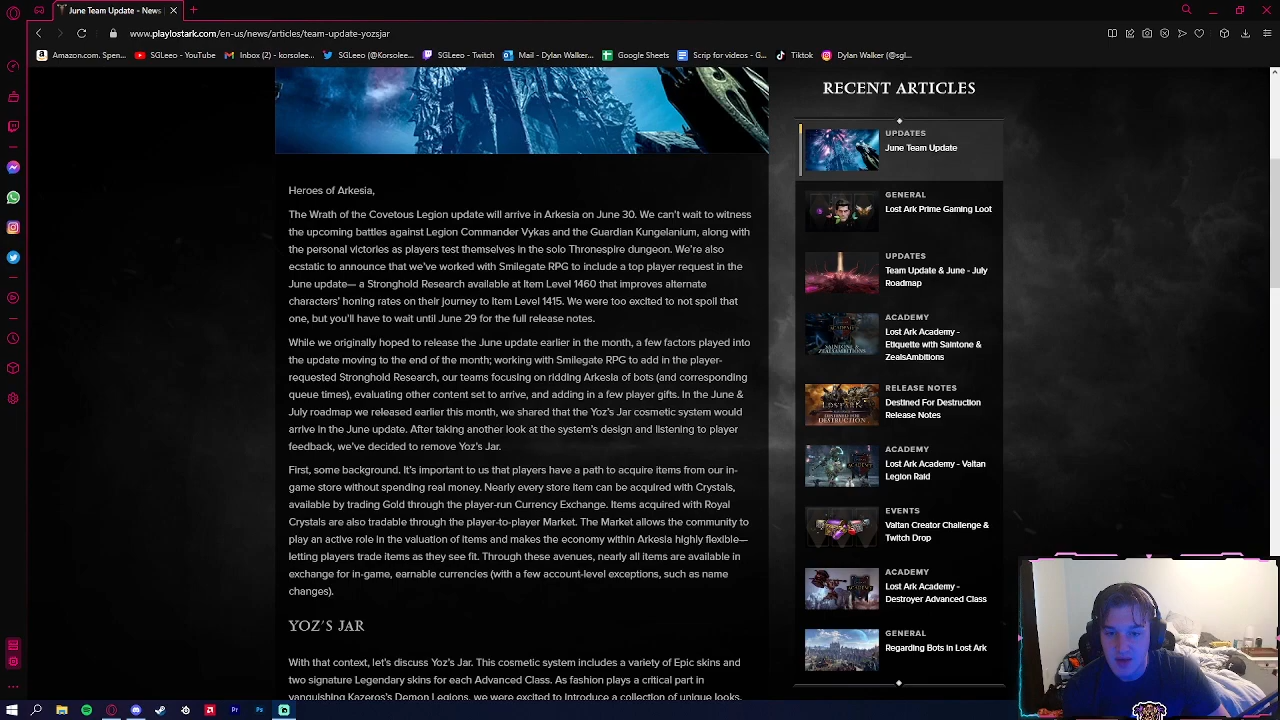 June Team Update - News
www.playlostark.com/en-us/news/articles/team-update-yozsjar
Amazon.com. Spen...
SGLeo - YouTube
Inbox (2) - korsolee...
SGLeeo (@Korsolee...
SGLeeo - Twitch
Mail - Dylan Walker...
Google Sheets
Scrip for videos - G...
Tiktok
Dylan Walker (@sgl...
Heroes of Arkesia,
The Wrath of the Covetous Legion update will arrive in Arkesia on June 30. We can't wait to witness
the upcoming battles against Legion Commander Vykas and the Guardian Kungelanium, along with
the personal victories as players test themselves in the solo Thronespire dungeon. We're also
ecstatic to announce that we've worked with Smilegate RPG to include a top player request in the
June update— a Stronghold Research available at Item Level 1460 that improves alternate
characters' honing rates on their journey to Item Level 1415. We were too excited to not spoil that
one, but you'll have to wait until June 29 for the full release notes.
While we originally hoped to release the June update earlier in the month, a few factors played into
the update moving to the end of the month; working with Smilegate RPG to add in the player-
requested Stronghold Research, our teams focusing on ridding Arkesia of bots (and corresponding
queue times), evaluating other content set to arrive, and adding in a few player gifts. In the June &
July roadmap we released earlier this month, we shared that the Yoz's Jar cosmetic system would
arrive in the June update. After taking another look at the system's design and listening to player
feedback, we've decided to remove Yoz's Jar.
First, some background. It's important to us that players have a path to acquire items from our in-
game store without spending real money. Nearly every store item can be acquired with Crystals,
available by trading Gold through the player-run Currency Exchange. Items acquired with Royal
Crystals are also tradable through the player-to-player Market. The Market allows the community to
play an active role in the valuation of items and makes the economy within Arkesia highly flexible—
letting players trade items as they see fit. Through these avenues, nearly all items are available in
exchange for in-game, earnable currencies (with a few account-level exceptions, such as name
changes).
YOZ'S JAR
With that context, let's discuss Yoz's Jar. This cosmetic system includes a variety of Epic skins and
two signature Legendary skins for each Advanced Class. As fashion plays a critical part in
vanquishing Kazeros's Demon Legions, we were excited to introduce a collection of unique looks.
RECENT ARTICLES
UPDATES
June Team Update
GENERAL
Lost Ark Prime Gaming Loot
UPDATES
Team Update & June - July
Roadmap
ACADEMY
Lost Ark Academy -
Etiquette with Saintone &
ZealsAmbitions
RELEASE NOTES
Destined For Destruction
Release Notes
ACADEMY
Lost Ark Academy - Valtan
Legion Raid
EVENTS
Valtan Creator Challenge &
Twitch Drop
ACADEMY
Lost Ark Academy -
Destroyer Advanced Class
GENERAL
Regarding Bots in Lost Ark